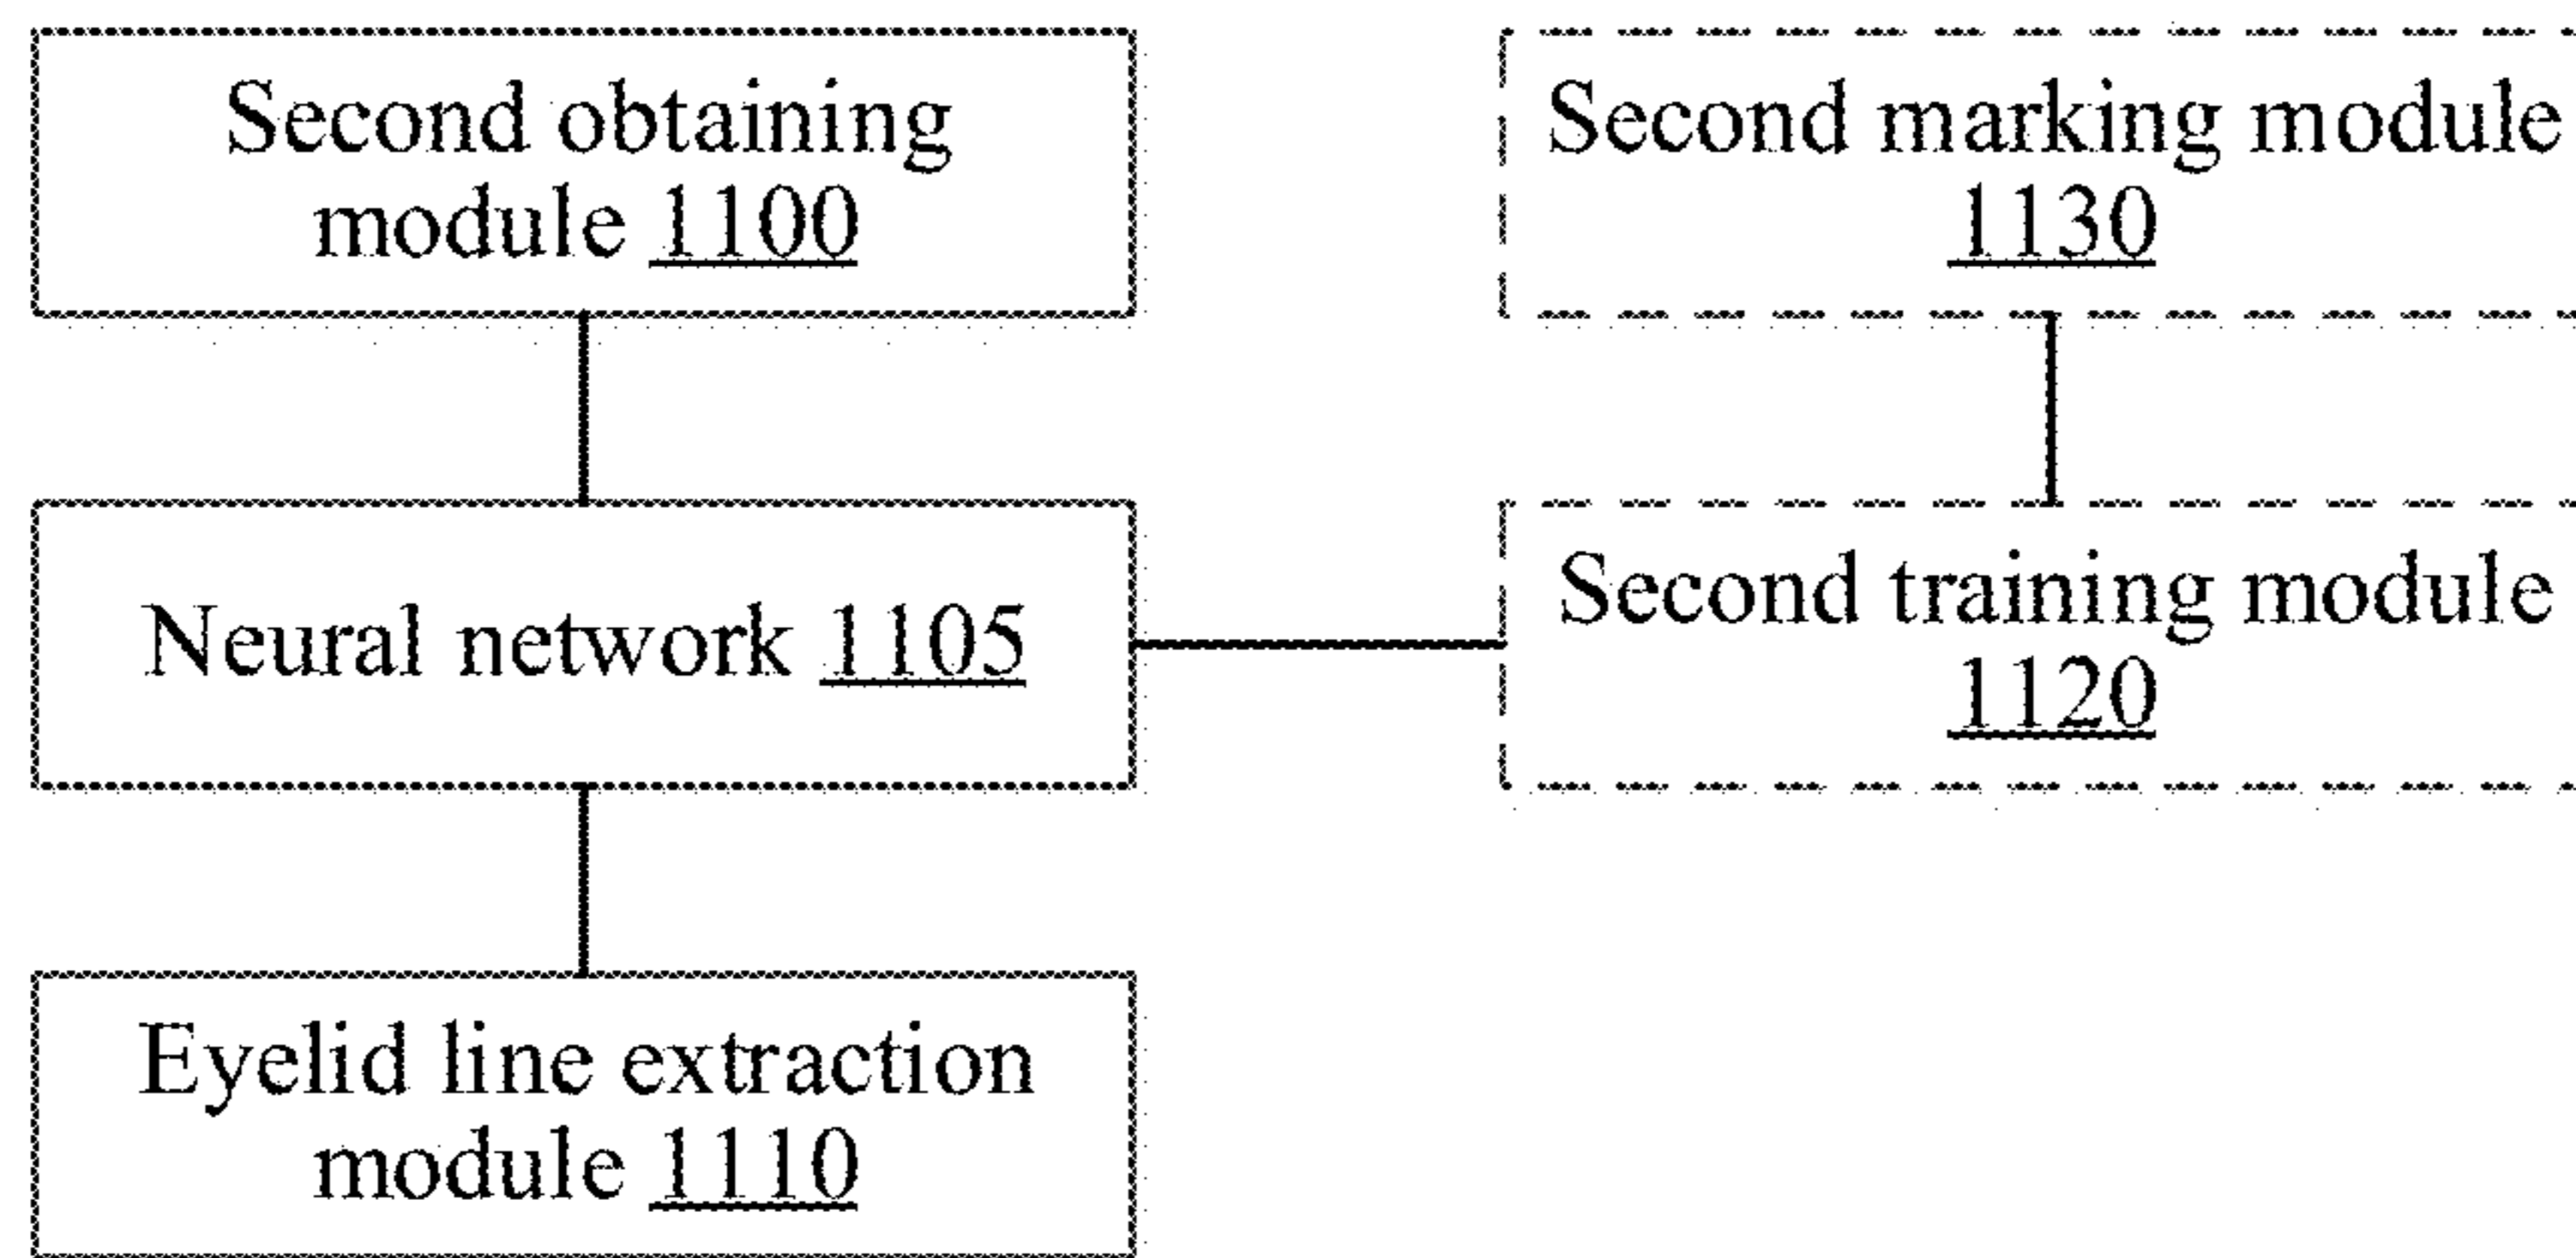 Second obtaining
module 1100
Second marking module
1130
Neural network 1105
Second training module
1120
Eyelid line extraction
module 1110